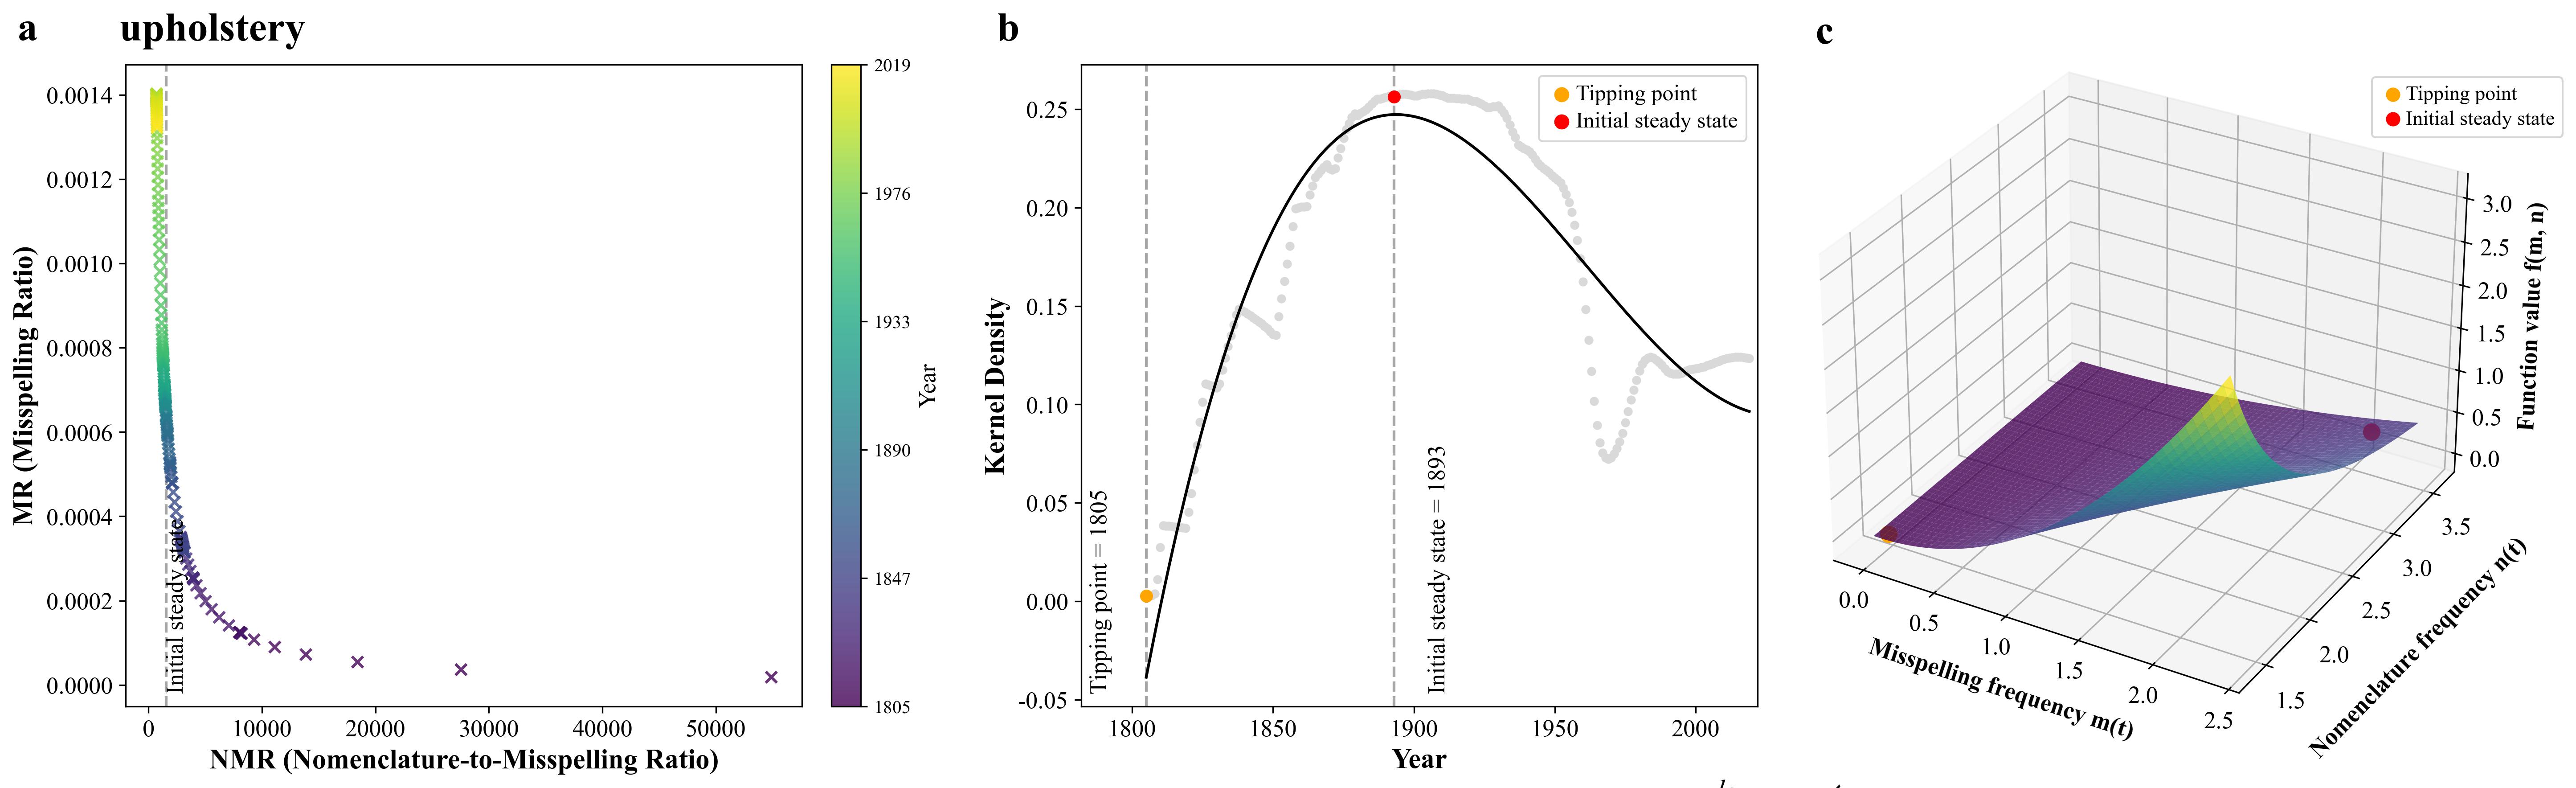 a upholstery
0.0014
0.0012
0.0010
0.0008
0.0006
0.0004
0.0002
0.0000
MR (Misspelling Ratio)
Initial steady state
0 10000 20000 30000 40000 50000
NMR (Nomenclature-to-Misspelling Ratio)
2019
1976
1933
1890
1847
1805
Year
b
Tipping point
Initial steady state
0.25
0.20
0.15
0.10
0.05
0.00
-0.05
Kernel Density
Tipping point = 1805
Initial steady state = 1893
1800 1850 1900 1950 2000
Year
c
Tipping point
Initial steady state
3.0
2.5
2.0
1.5
1.0
0.5
0.0
Function value f(m, n)
0.0 0.5 1.0 1.5 2.0 2.5
Misspelling frequency m(t)
1.5 2.0 2.5 3.0 3.5
Nomenclature frequency n(t)